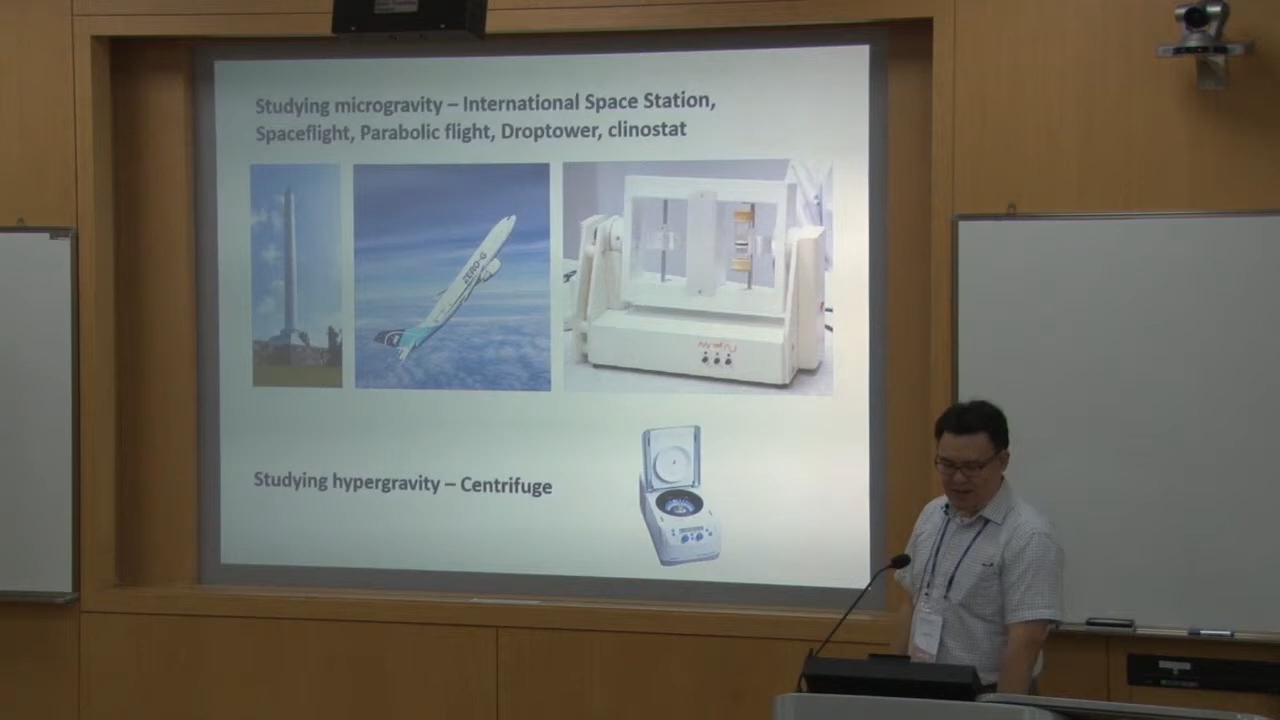 Studying microgravity – International Space Station,
Spaceflight, Parabolic flight, Droptower, clinostat
ZERO-G
Studying hypergravity – Centrifuge